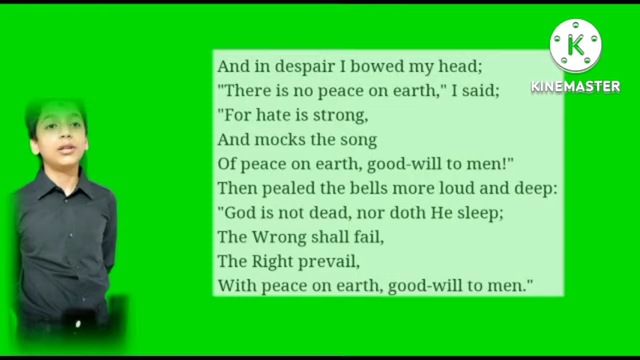 And in despair I bowed my head;
"There is no peace on earth," I said;
"For hate is strong,
And mocks the song
Of peace on earth, good-will to men!"
Then pealed the bells more loud and deep:
"God is not dead, nor doth He sleep;
The Wrong shall fail,
The Right prevail,
With peace on earth, good-will to men."
K
KINEMASTER